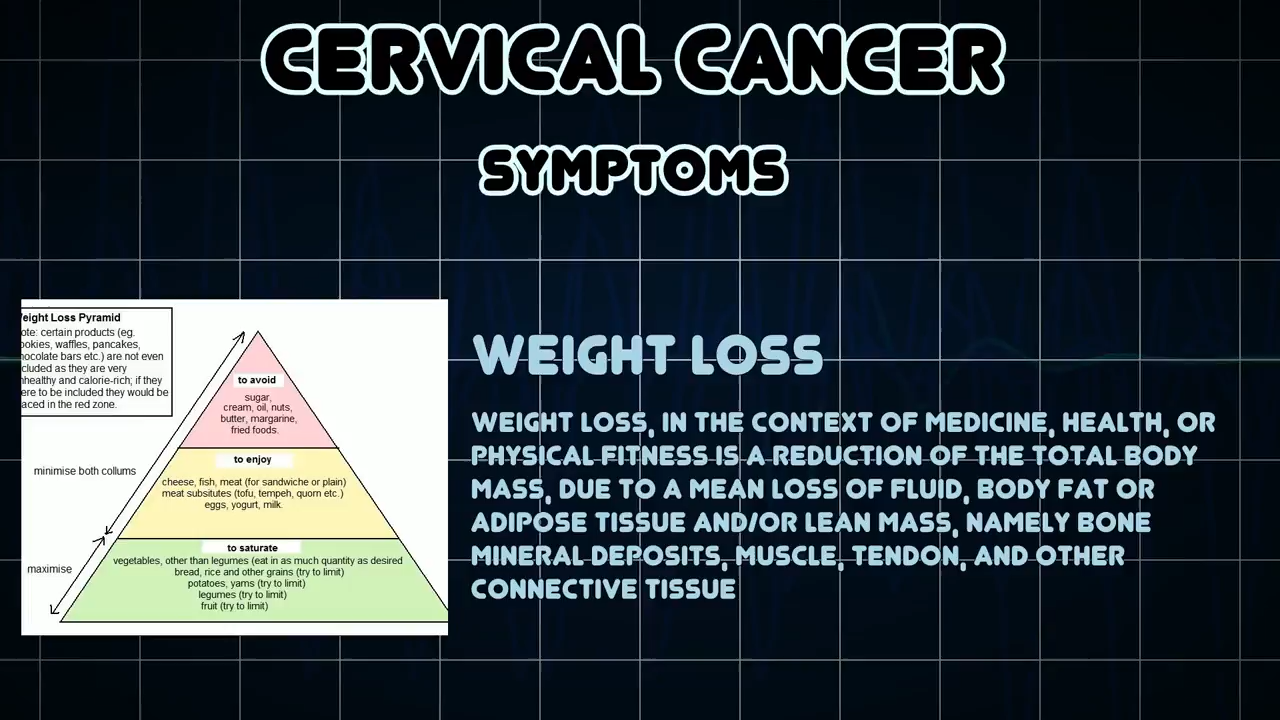 CERVICAL CANCER
SYMPTOMS
eight Loss Pyramid
ote: certain products (eg.
ookies, waffles, pancakes,
hocolate bars etc.) are not even
cluded as they are very
nhealthy and calorie-rich; if they
ere to be included they would be
aced in the red zone.
to avoid
sugar,
cream, oil, nuts,
butter, margarine,
fried foods.
to enjoy
minimise both collums
cheese, fish, meat (for sandwiche or plain)
meat subsitutes (tofu, tempeh, quorn etc.)
eggs, yogurt, milk.
to saturate
maximise
vegetables, other than legumes (eat in as much quantity as desired
bread, rice and other grains (try to limit)
potatoes, yams (try to limit)
legumes (try to limit)
fruit (try to limit)
WEIGHT LOSS
WEIGHT LOSS, IN THE CONTEXT OF MEDICINE, HEALTH, OR
PHYSICAL FITNESS IS A REDUCTION OF THE TOTAL BODY
MASS, DUE TO A MEAN LOSS OF FLUID, BODY FAT OR
ADIPOSE TISSUE AND/OR LEAN MASS, NAMELY BONE
MINERAL DEPOSITS, MUSCLE, TENDON, AND OTHER
CONNECTIVE TISSUE